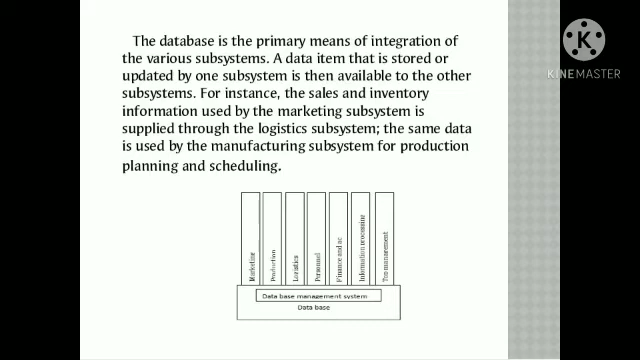 The database is the primary means of integration of
the various subsystems. A data item that is stored or
updated by one subsystem is then available to the other
subsystems. For instance, the sales and inventory
information used by the marketing subsystem is
supplied through the logistics subsystem; the same data
is used by the manufacturing subsystem for production
planning and scheduling.
KINEMASTER
Marketing
Production
Logistics
Personnel
Finance and ac
Information processing
Top management
Data base management system
Data base